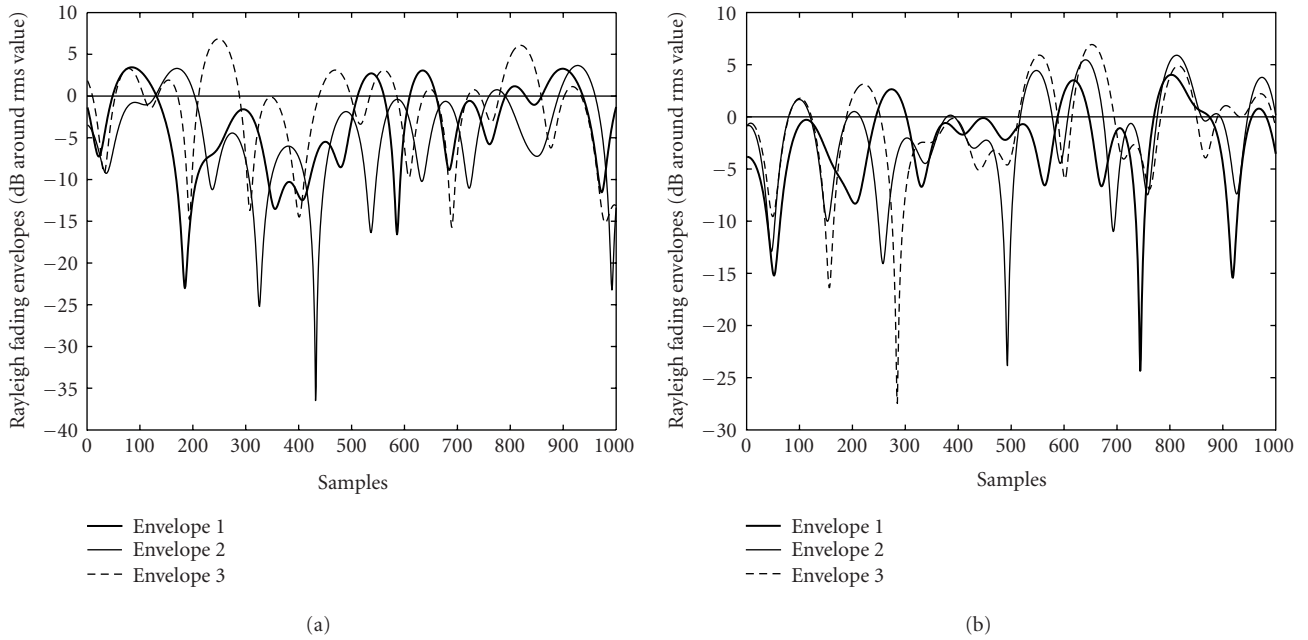 Rayleigh fading envelopes (dB around rms value)
10
5
0
−5
−10
−15
−20
−25
−30
−35
−40
0 100 200 300 400 500 600 700 800 900 1000
Samples
Envelope 1
Envelope 2
Envelope 3
(a)
Rayleigh fading envelopes (dB around rms value)
10
5
0
−5
−10
−15
−20
−25
−30
0 100 200 300 400 500 600 700 800 900 1000
Samples
Envelope 1
Envelope 2
Envelope 3
(b)